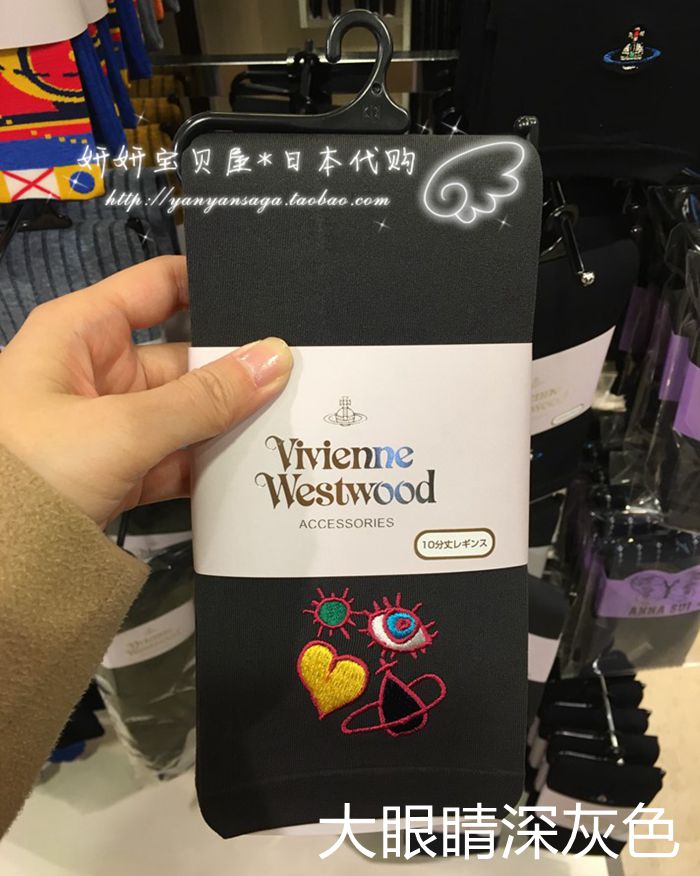 妍妍宝贝屋*日本代购
http://yanyansaga.taobao.com
Vivienne
Westwood
ACCESSORIES
10分丈レギンス
ANNA SUI
大眼睛深灰色